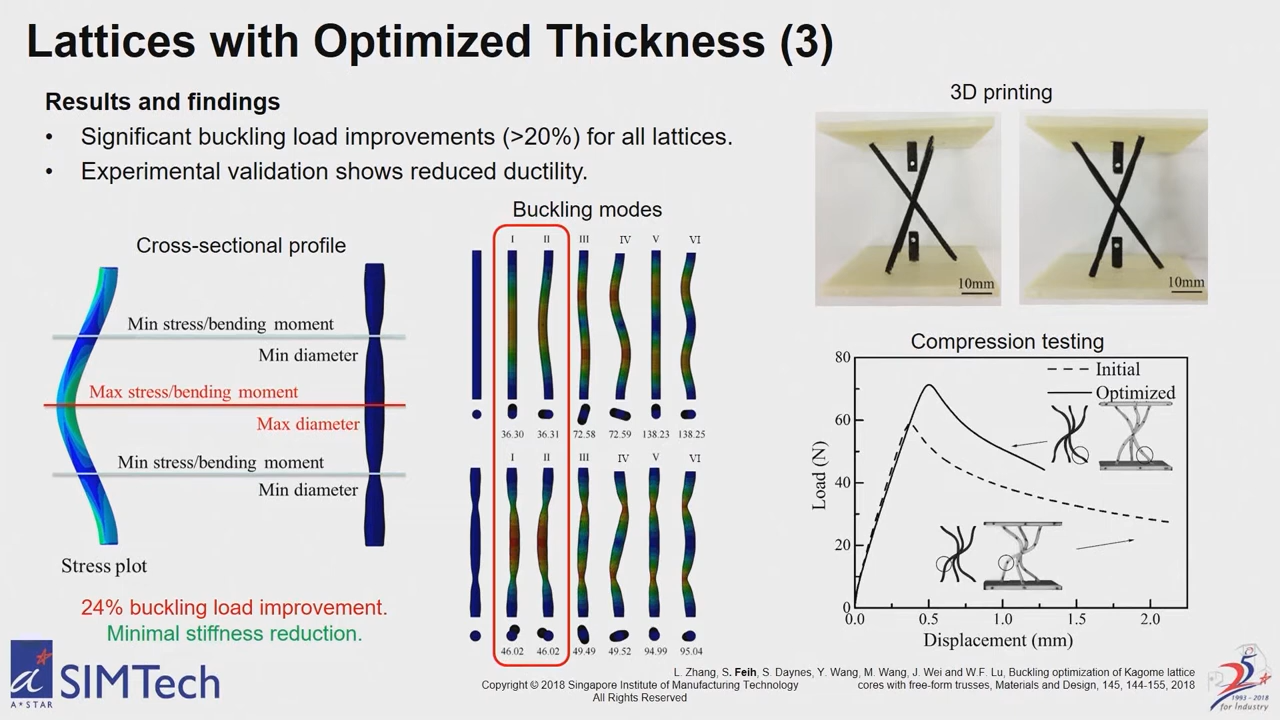 Lattices with Optimized Thickness (3)
Results and findings
• Significant buckling load improvements (>20%) for all lattices.
• Experimental validation shows reduced ductility.
Cross-sectional profile
Min stress/bending moment
Min diameter
Max stress/bending moment
Max diameter
Min stress/bending moment
Min diameter
Stress plot
24% buckling load improvement.
Minimal stiffness reduction.
Buckling modes
I II III IV V VI
36.30 36.31 72.58 72.59 138.23 138.25
I II III IV V VI
46.02 46.02 49.49 49.52 94.99 95.04
3D printing
10mm
10mm
Compression testing
Initial
Optimized
80
60
40
20
0
Load (N)
0.0 0.5 1.0 1.5 2.0
Displacement (mm)
L. Zhang, S. Feih, S. Daynes, Y. Wang, M. Wang, J. Wei and W.F. Lu, Buckling optimization of Kagome lattice
cores with free-form trusses, Materials and Design, 145, 144-155, 2018
Copyright © 2018 Singapore Institute of Manufacturing Technology
All Rights Reserved
a
A*STAR
SIMTech
25
1993 - 2018
for Industry